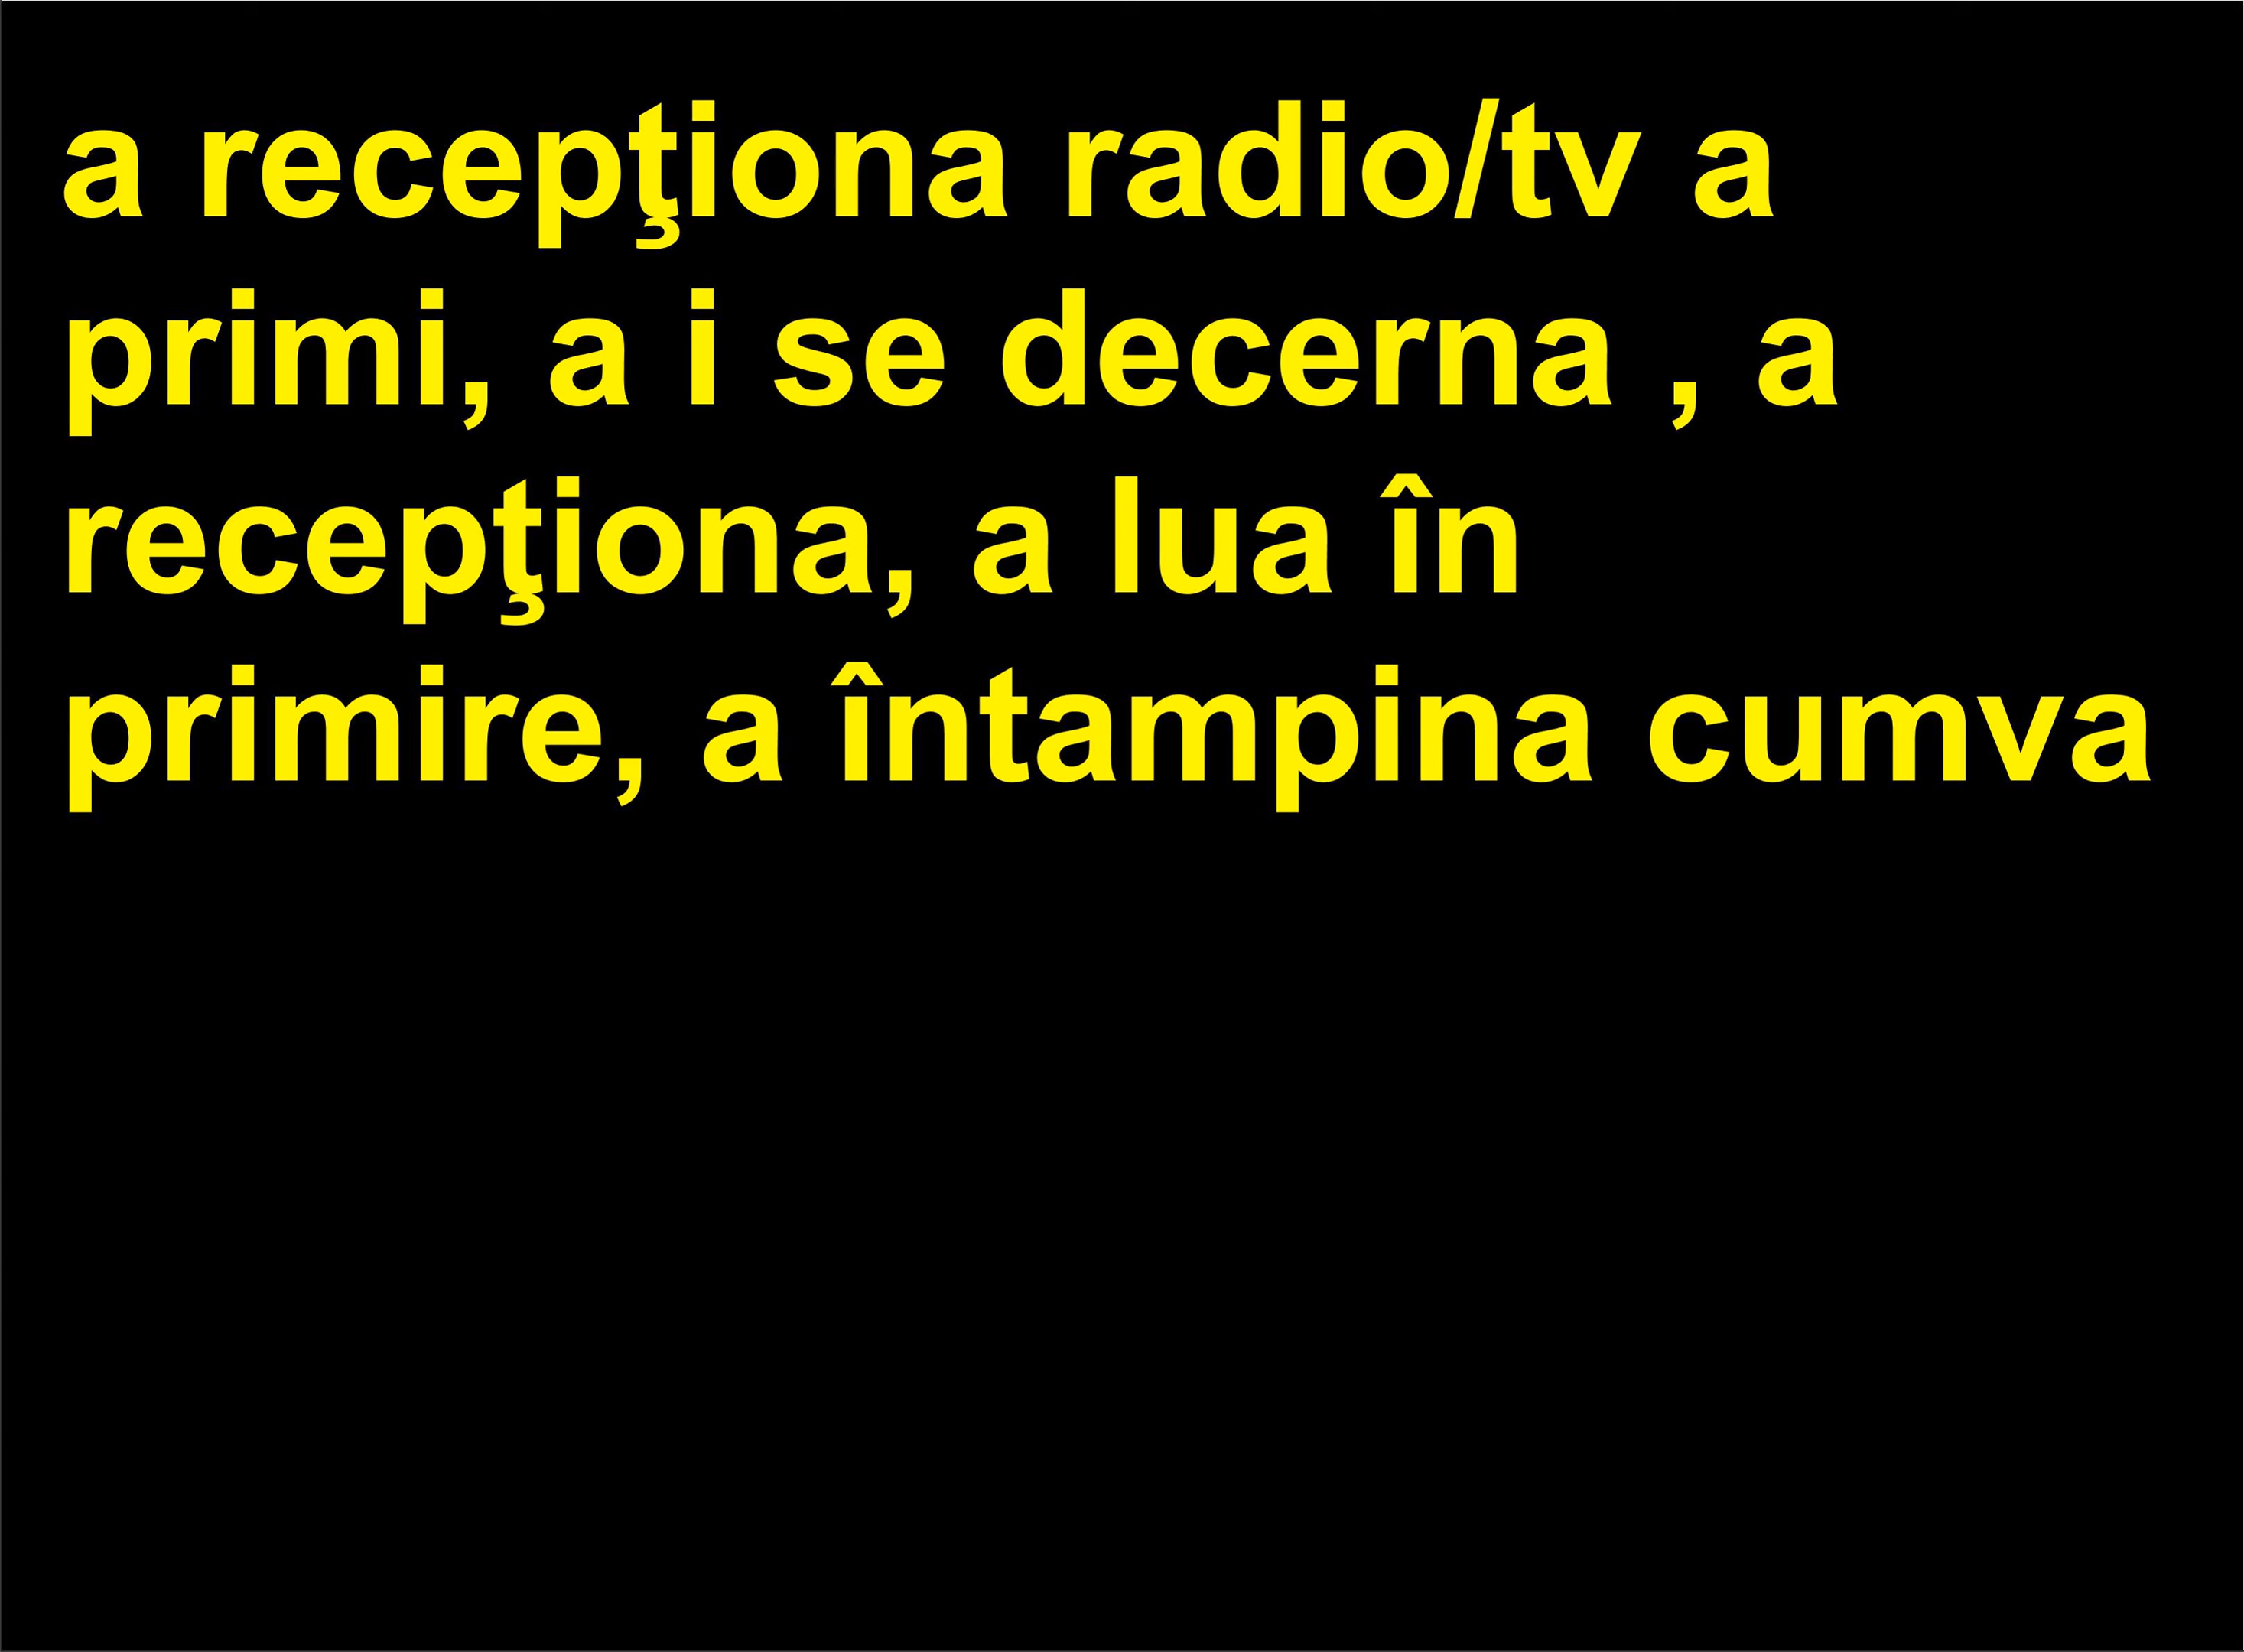 a recepţiona radio/tv a
primi, a i se decerna , a
recepţiona, a lua în
primire, a întampina cumva